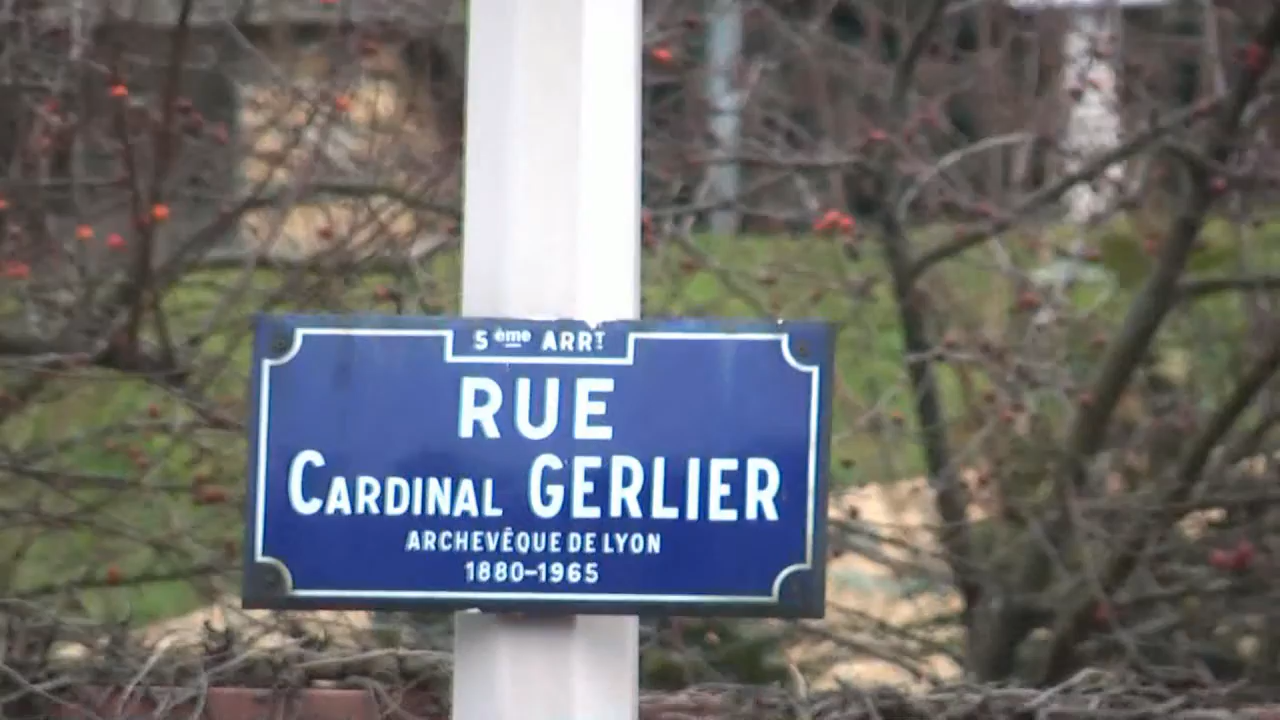 5ème ARRT
RUE
CARDINAL GERLIER
ARCHEVÊQUE DE LYON
1880-1965